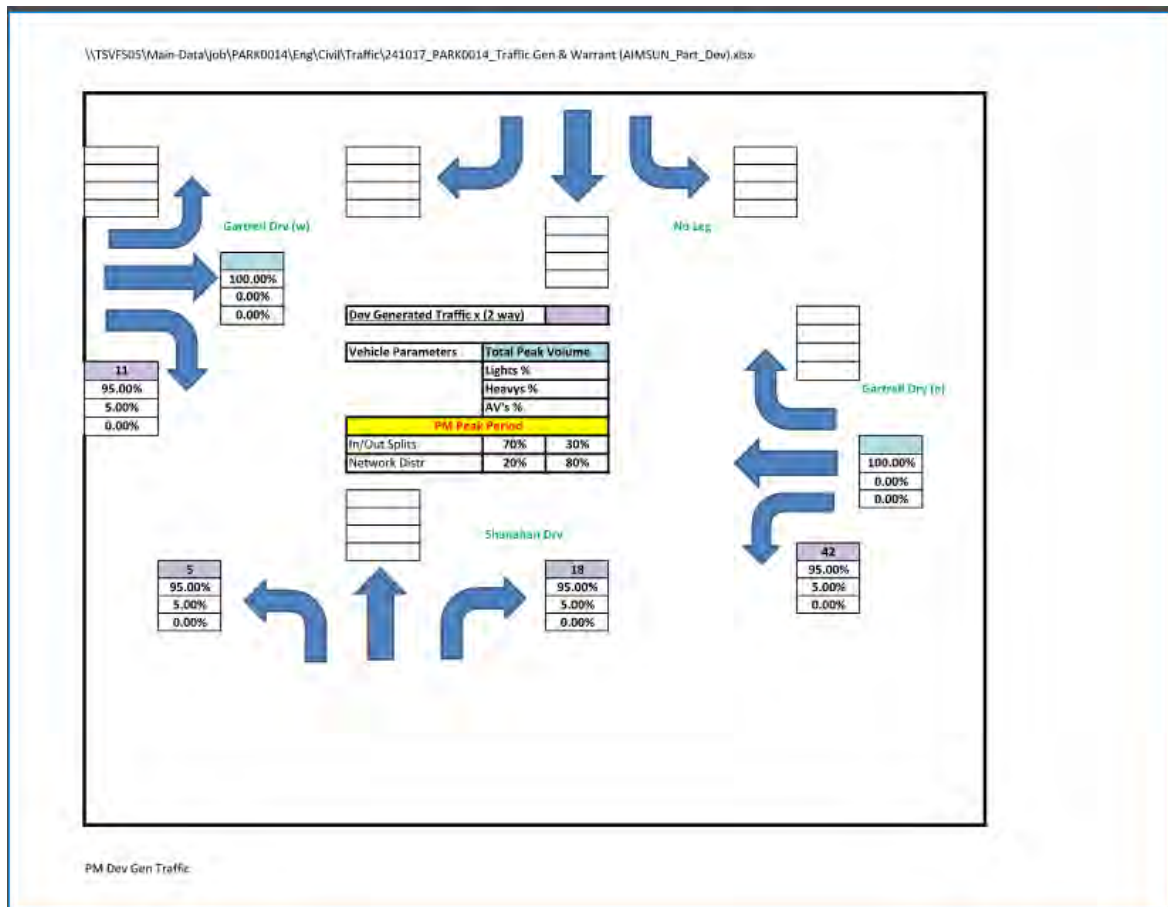 \\TSVFS05\Main-Data\job\PARK0014\Eng\Civil\Traffic\241017_PARK0014_Traffic Gen & Warrant (AIMSUN_Part_Dev).xlsx
Gartrell Drv (w)
No Leg
100.00%
0.00%
0.00%
Dev Generated Traffic x (2 way)
Vehicle Parameters Total Peak Volume
Lights %
Heavys %
AV's %
PM Peak Period
In/Out Splits 70% 30%
Network Distr 20% 80%
11
95.00%
5.00%
0.00%
Gartrell Drv (e)
100.00%
0.00%
0.00%
Shanahan Drv
5
95.00%
5.00%
0.00%
18
95.00%
5.00%
0.00%
42
95.00%
5.00%
0.00%
PM Dev Gen Traffic